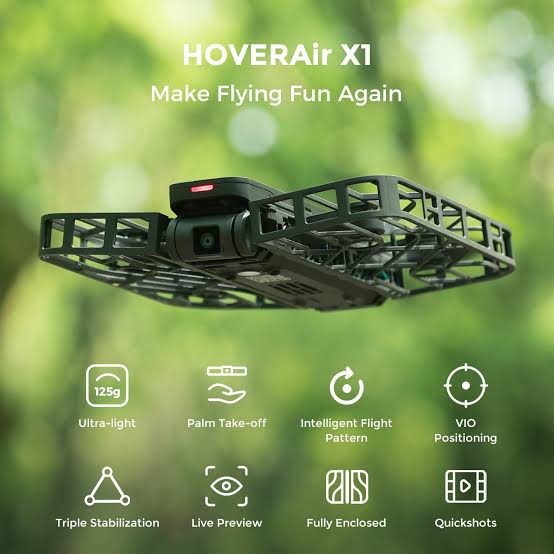 HOVERAir X1
Make Flying Fun Again
125g
Ultra-light
Palm Take-off
Intelligent Flight
Pattern
VIO
Positioning
Triple Stabilization
Live Preview
Fully Enclosed
Quickshots